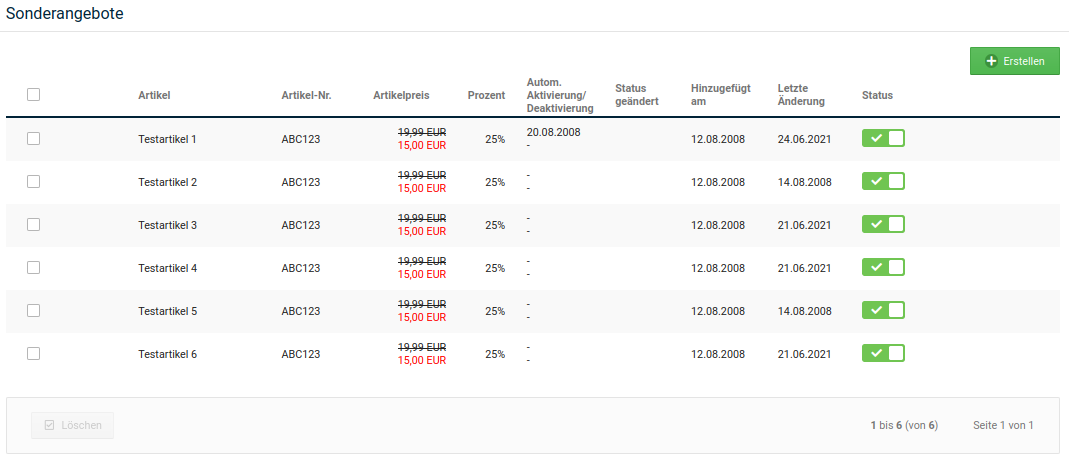 Sonderangebote
Erstellen
Artikel Artikel-Nr. Artikelpreis Prozent Autom. Aktivierung/ Deaktivierung Status geändert Hinzugefügt am Letzte Änderung Status
Testartikel 1 ABC123 19,99 EUR 15,00 EUR 25% 20.08.2008 - 12.08.2008 24.06.2021
Testartikel 2 ABC123 19,99 EUR 15,00 EUR 25% - - 12.08.2008 14.08.2008
Testartikel 3 ABC123 19,99 EUR 15,00 EUR 25% - - 12.08.2008 21.06.2021
Testartikel 4 ABC123 19,99 EUR 15,00 EUR 25% - - 12.08.2008 21.06.2021
Testartikel 5 ABC123 19,99 EUR 15,00 EUR 25% - - 12.08.2008 14.08.2008
Testartikel 6 ABC123 19,99 EUR 15,00 EUR 25% - - 12.08.2008 21.06.2021
Löschen 1 bis 6 (von 6) Seite 1 von 1